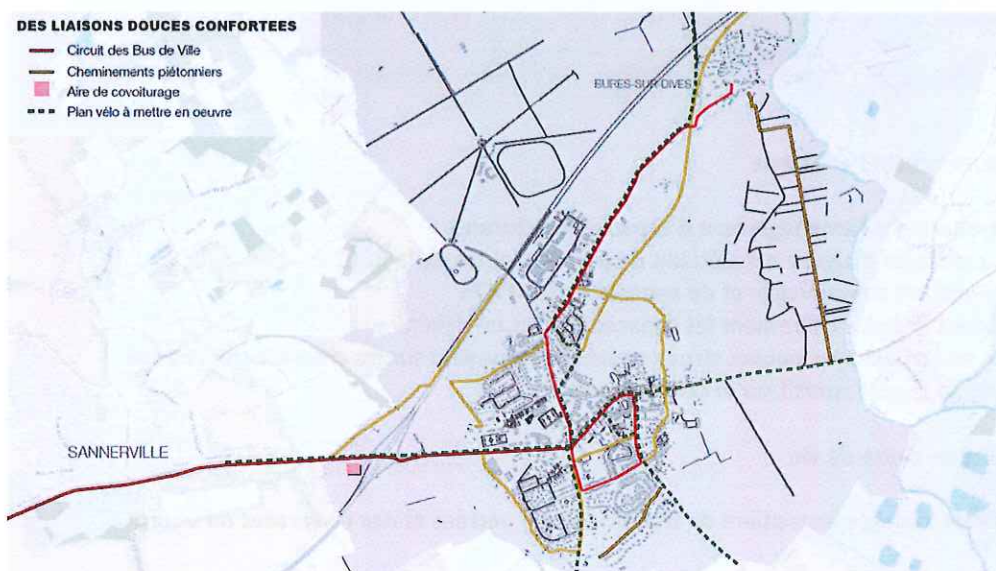 DES LIAISONS DOUCES CONFORTEES
Circuit des Bus de Ville
Cheminements piétonniers
Aire de covoiturage
Plan vélo à mettre en oeuvre
BURES-SUR-DIVES
SANNERVILLE